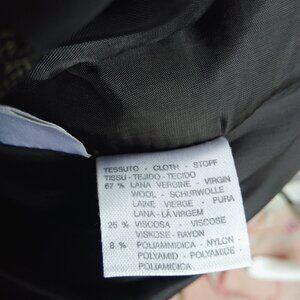 TESSUTO - CLOTH - STOFF -
TISSU - TEJIDO - TECIDO
67 % LANA VERGINE - VIRGIN
WOOL - SCHURWOLLE
LAINE VIERGE - PURA
LANA - LÃ VIRGEM
25 % VISCOSA - VISCOSE
VISKOSE - RAYON
8 % POLIAMMIDICA - NYLON -
POLYAMID - POLYAMIDE -
POLIAMMIDICA